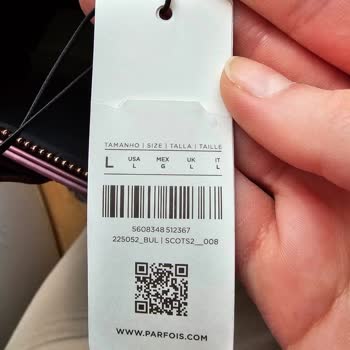 TAMANHO | SIZE | TALLA | TAILLE
L USA L MEX G UK L IT L
5608348 512367
225052_BUL | SCOTS2__008
WWW.PARFOIS.COM